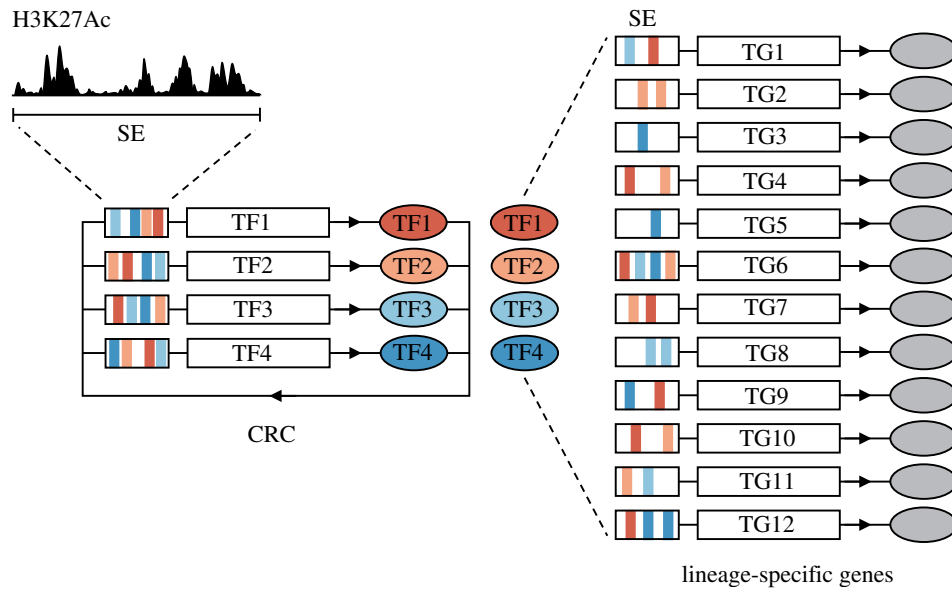 H3K27Ac
SE
TF1
TF1
TF2
TF2
TF3
TF3
TF4
TF4
CRC
TF1
TF2
TF3
TF4
SE
TG1
TG2
TG3
TG4
TG5
TG6
TG7
TG8
TG9
TG10
TG11
TG12
lineage-specific genes